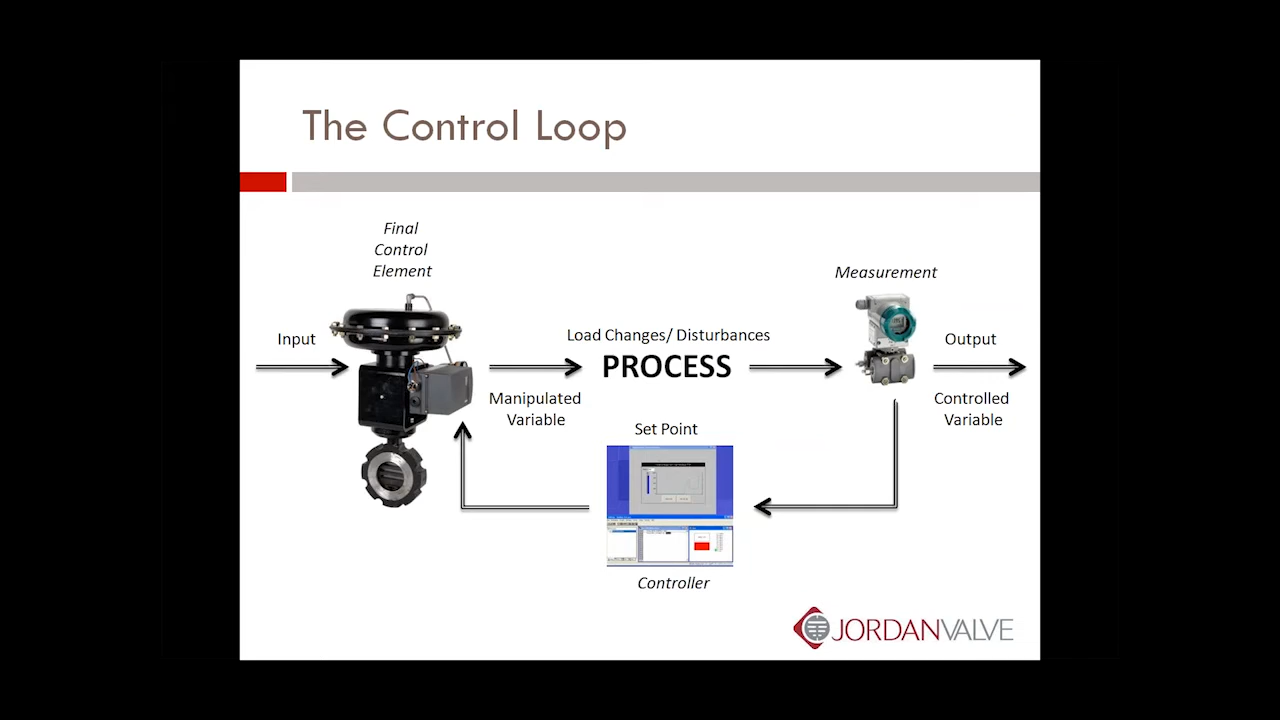 The Control Loop
Final
Control
Element
Measurement
Input
Load Changes/ Disturbances
PROCESS
Output
Manipulated
Variable
Controlled
Variable
Set Point
Controller
JORDANVALVE